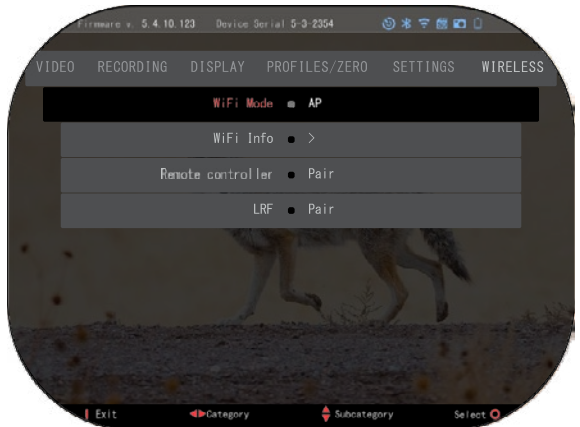 Firmware v. 5.4.10.123 Device Serial 5-3-2354
VIDEO RECORDING DISPLAY PROFILES/ZERO SETTINGS WIRELESS
WiFi Mode AP
WiFi Info >
Remote controller Pair
LRF Pair
Exit Category Subcategory Select